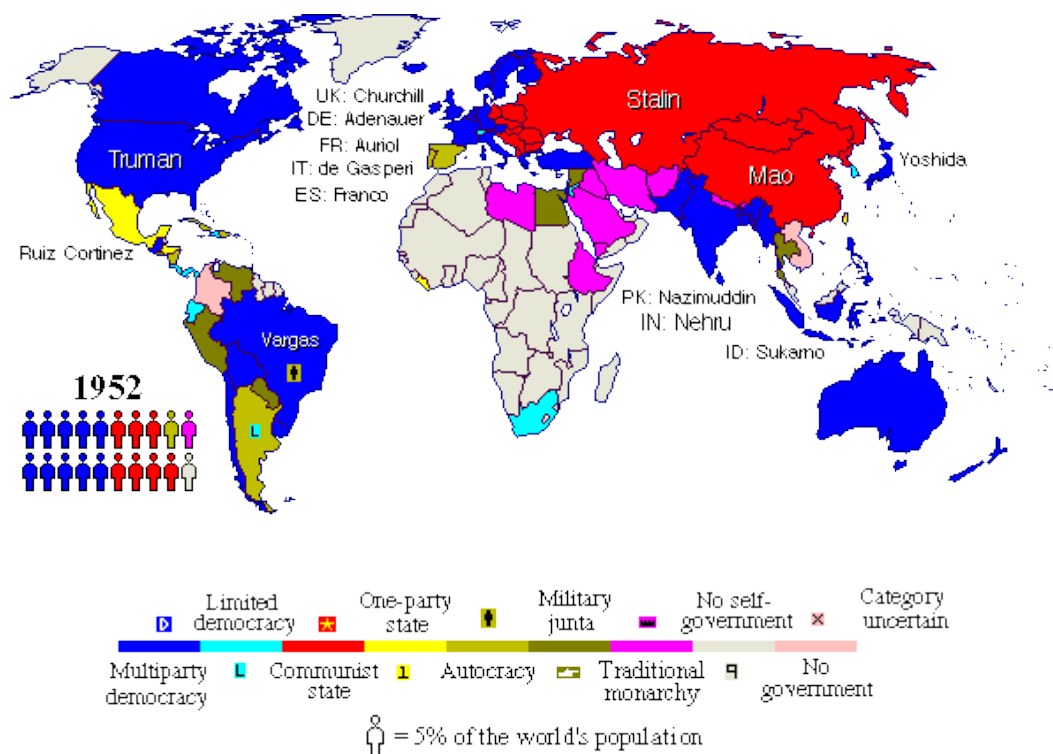 UK: Churchill
DE: Adenauer
FR: Auriol
IT: de Gasperi
ES: Franco
Stalin
Truman
Mao
Yoshida
Ruiz Cortinez
PK: Nazimuddin
IN: Nehru
ID: Sukarno
Vargas
L
1952
Limited democracy
One-party state
Military junta
No self-government
Category uncertain
Multiparty democracy
L
Communist state
1
Autocracy
Traditional monarchy
No government
= 5% of the world's population